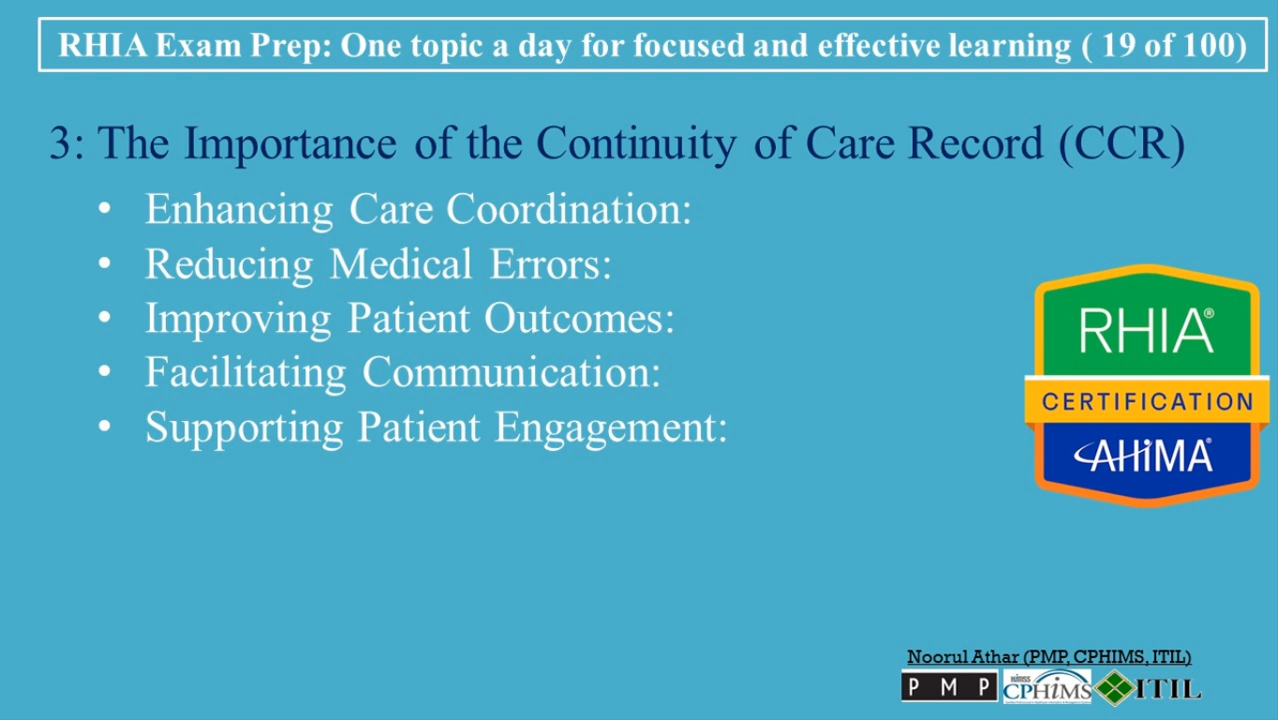 RHIA Exam Prep: One topic a day for focused and effective learning ( 19 of 100)
3: The Importance of the Continuity of Care Record (CCR)
• Enhancing Care Coordination:
• Reducing Medical Errors:
• Improving Patient Outcomes:
• Facilitating Communication:
• Supporting Patient Engagement:
RHIA®
CERTIFICATION
AHiMA®
Noorul Athar (PMP, CPHIMS, ITIL)
P M P
himss
CPHiMS
ITIL